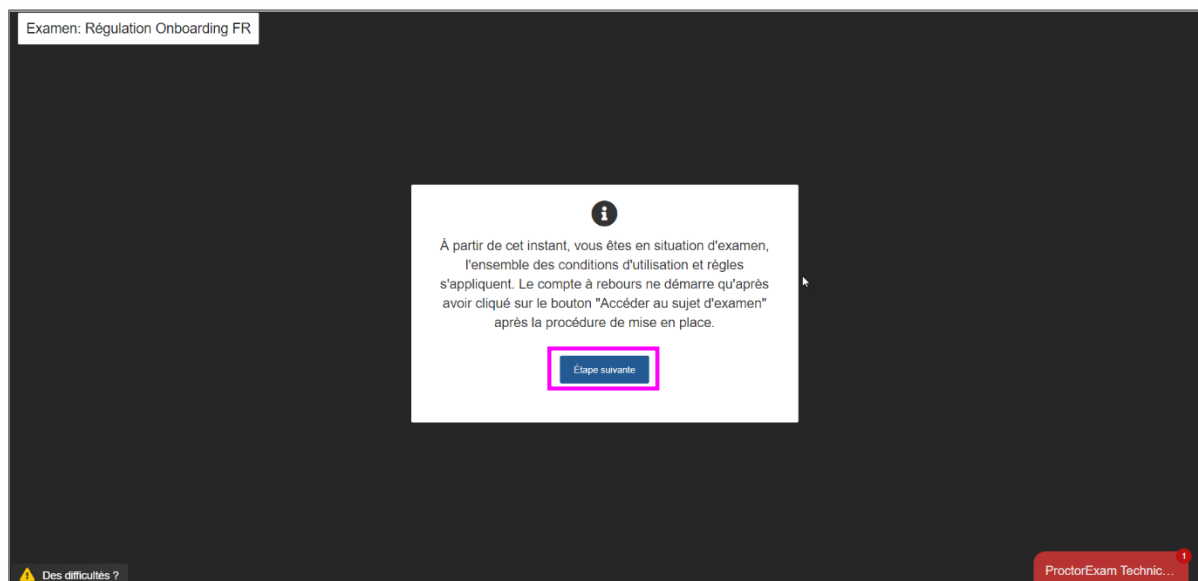 Examen: Régulation Onboarding FR
À partir de cet instant, vous êtes en situation d'examen,
l'ensemble des conditions d'utilisation et règles
s'appliquent. Le compte à rebours ne démarre qu'après
avoir cliqué sur le bouton "Accéder au sujet d'examen"
après la procédure de mise en place.
Étape suivante
Des difficultés ?
1
ProctorExam Technic...